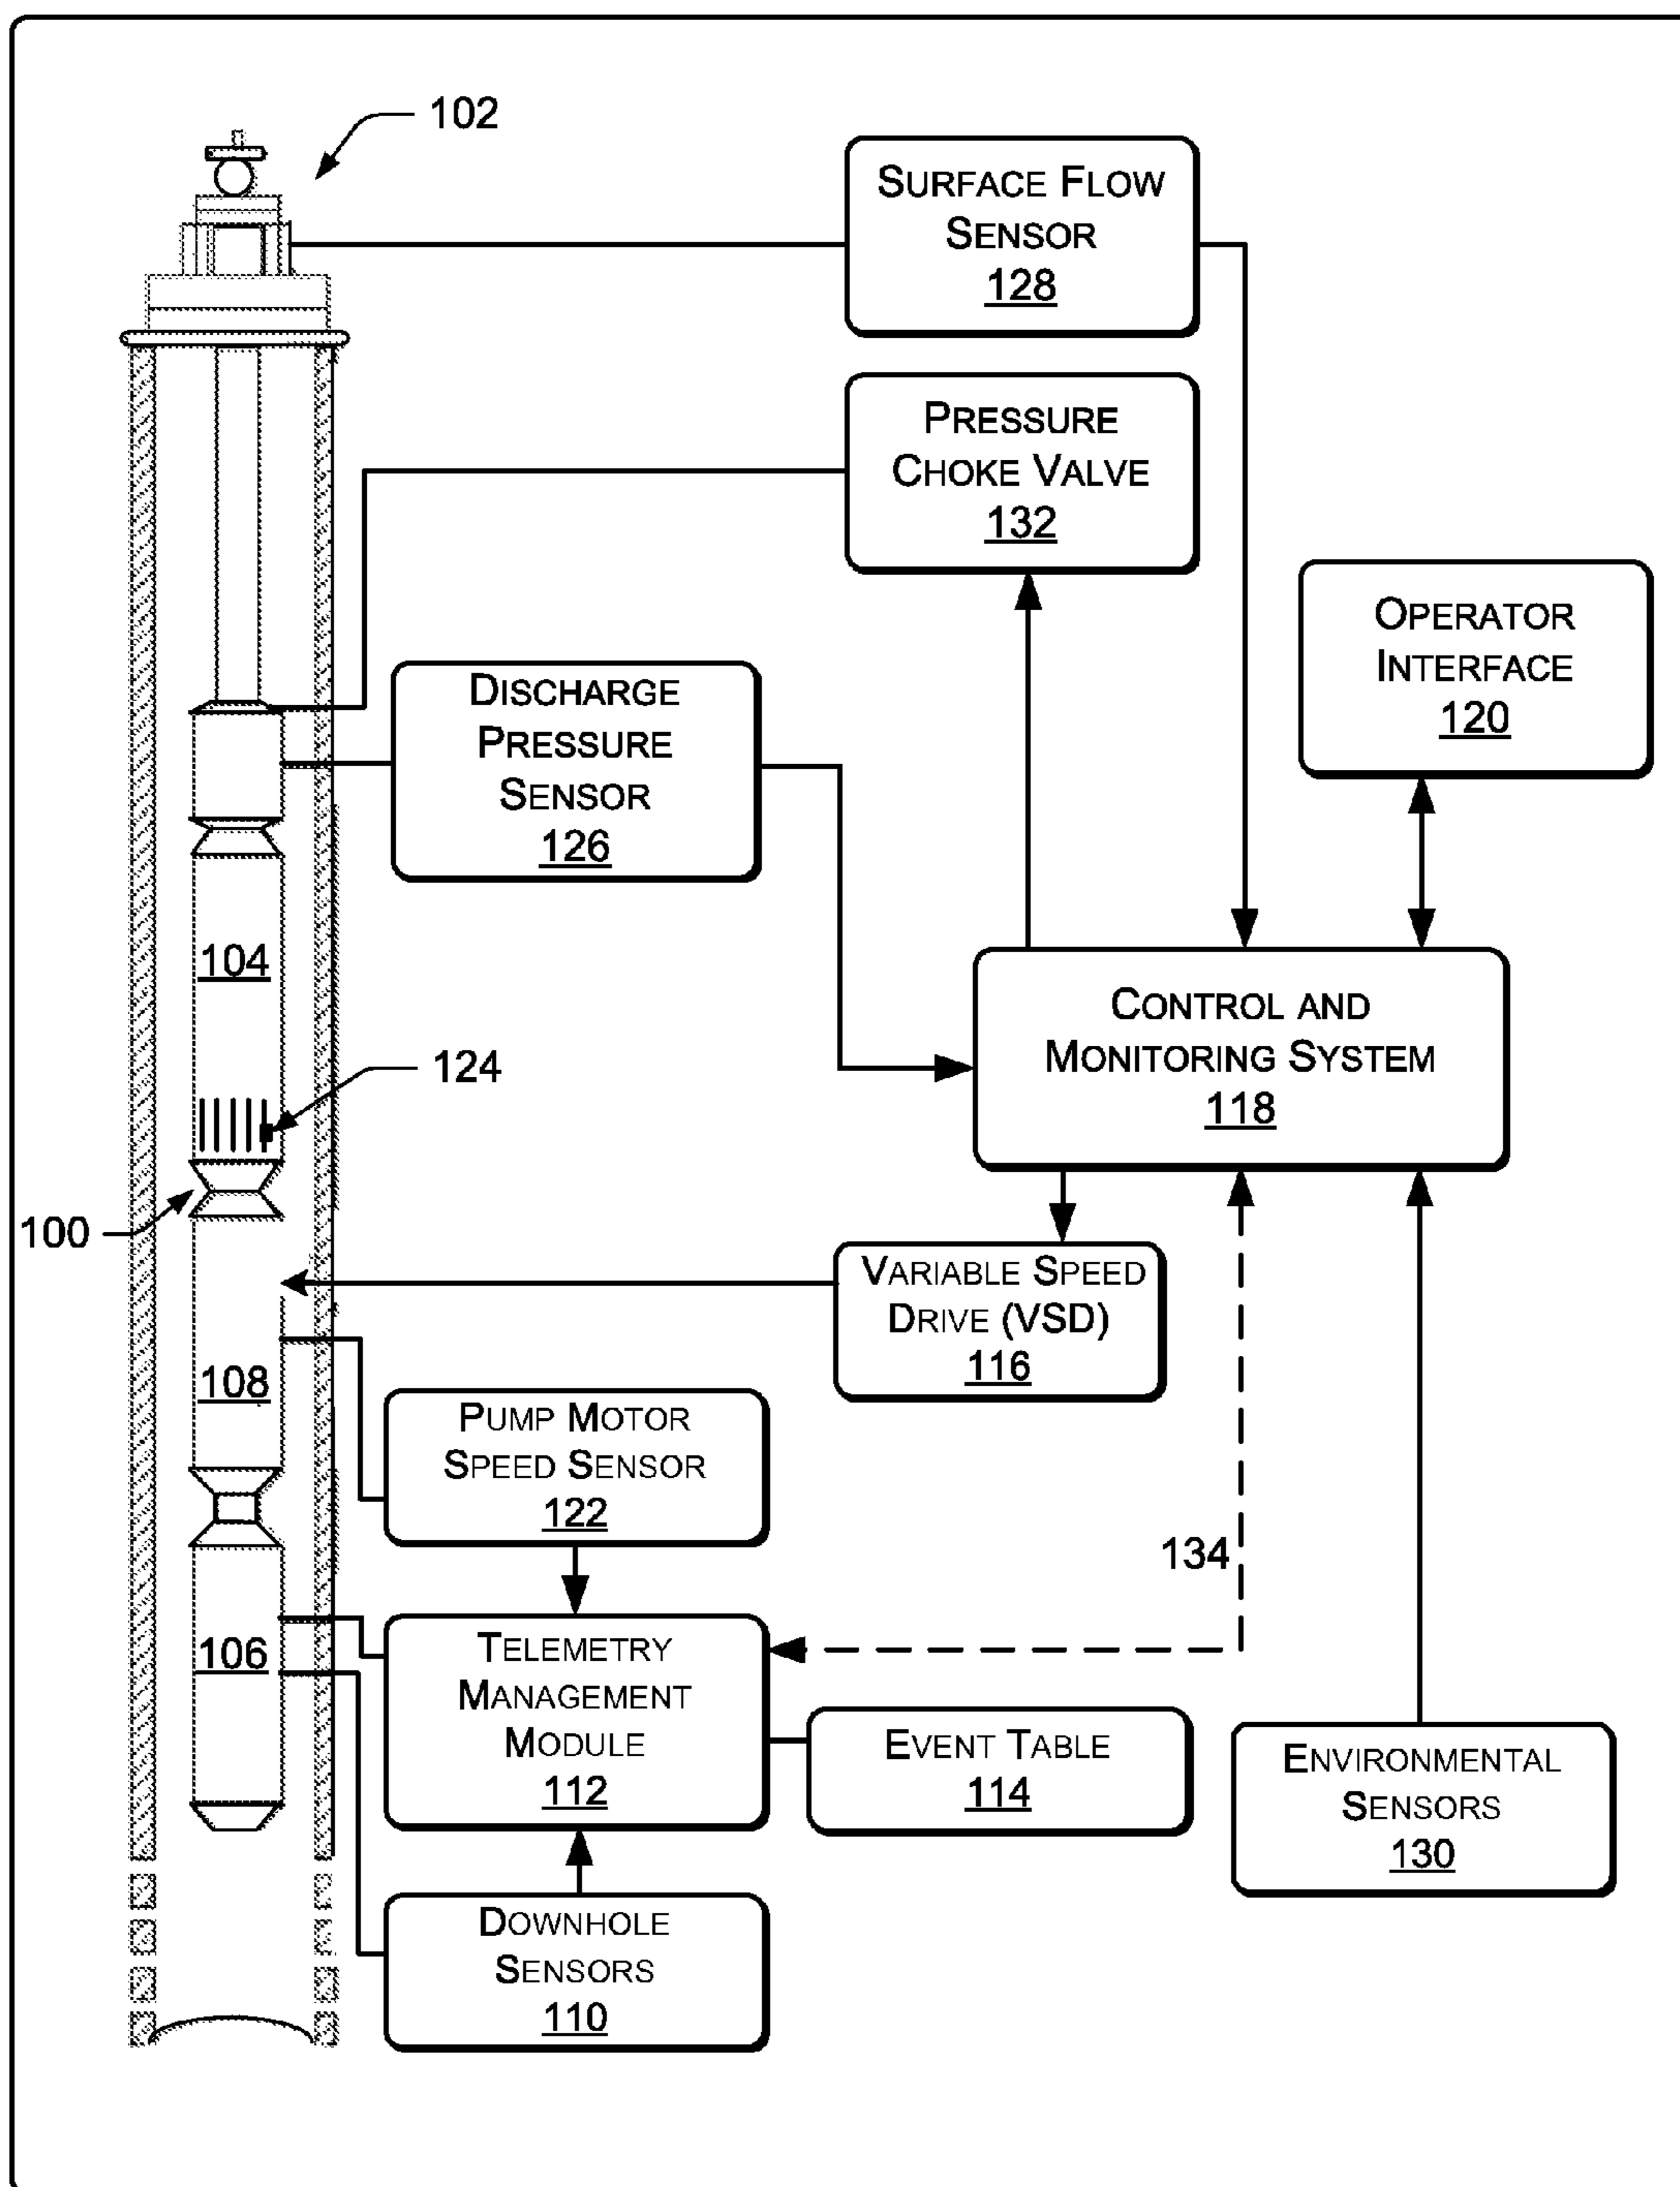 102
SURFACE FLOW
SENSOR
128
PRESSURE
CHOKE VALVE
132
OPERATOR
INTERFACE
120
DISCHARGE
PRESSURE
SENSOR
126
104
CONTROL AND
MONITORING SYSTEM
118
124
100
VARIABLE SPEED
DRIVE (VSD)
116
108
PUMP MOTOR
SPEED SENSOR
122
134
106
TELEMETRY
MANAGEMENT
MODULE
112
EVENT TABLE
114
ENVIRONMENTAL
SENSORS
130
DOWNHOLE
SENSORS
110